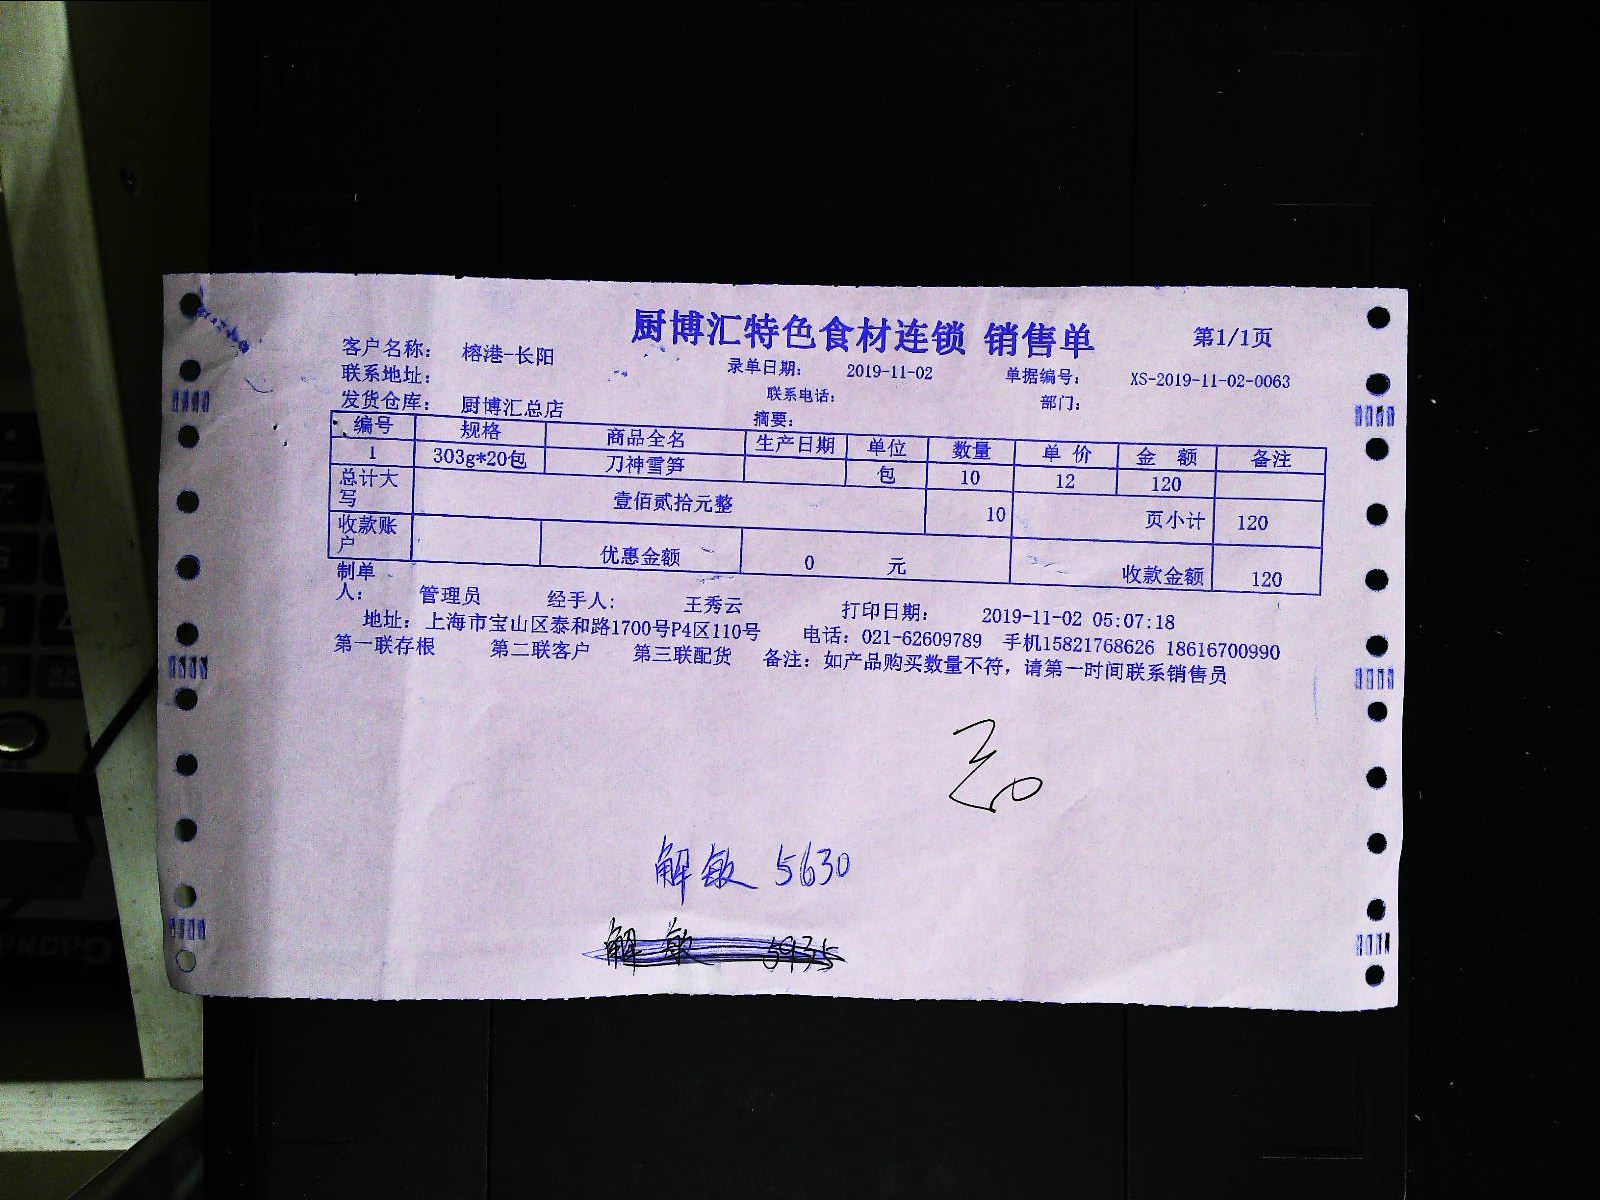 厨博汇特色食材连锁 销售单 第1/1页
客户名称: 榕港-长阳 录单日期: 2019-11-02 单据编号: XS-2019-11-02-0063
联系地址: 联系电话: 部门:
发货仓库: 厨博汇总店 摘要:
编号 规格 商品全名 生产日期 单位 数量 单价 金额 备注
1 303g*20包 刀神雪笋 包 10 12 120
总计大写 壹佰贰拾元整 10 页小计 120
收款账户 优惠金额 0 元 收款金额 120
制单人: 管理员 经手人: 王秀云 打印日期: 2019-11-02 05:07:18
地址: 上海市宝山区泰和路1700号P4区110号 电话: 021-62609789 手机15821768626 18616700990
第一联存根 第二联客户 第三联配货 备注: 如产品购买数量不符, 请第一时间联系销售员
解敏 5630
解敏